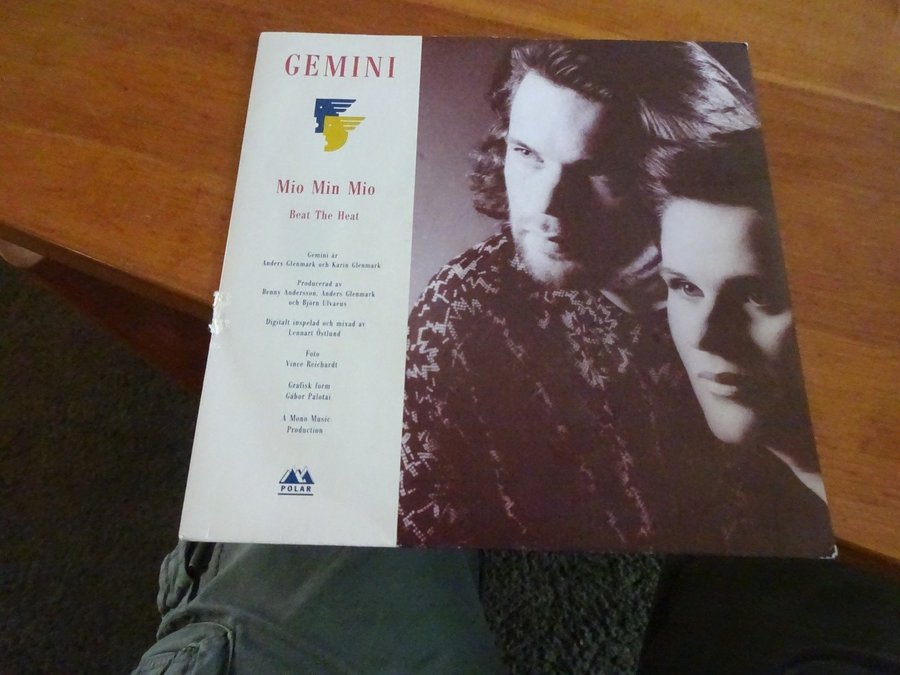 GEMINI
Mio Min Mio
Beat The Heat
Gemini är
Anders Glenmark och Karin Glenmark
Producerad av
Benny Andersson, Anders Glenmark
och Björn Ulvaeus
Digitalt inspelad och mixad av
Lennart Östlund
Foto
Vince Reichardt
Grafisk form
Gábor Palotai
A Mono Music
Production
POLAR